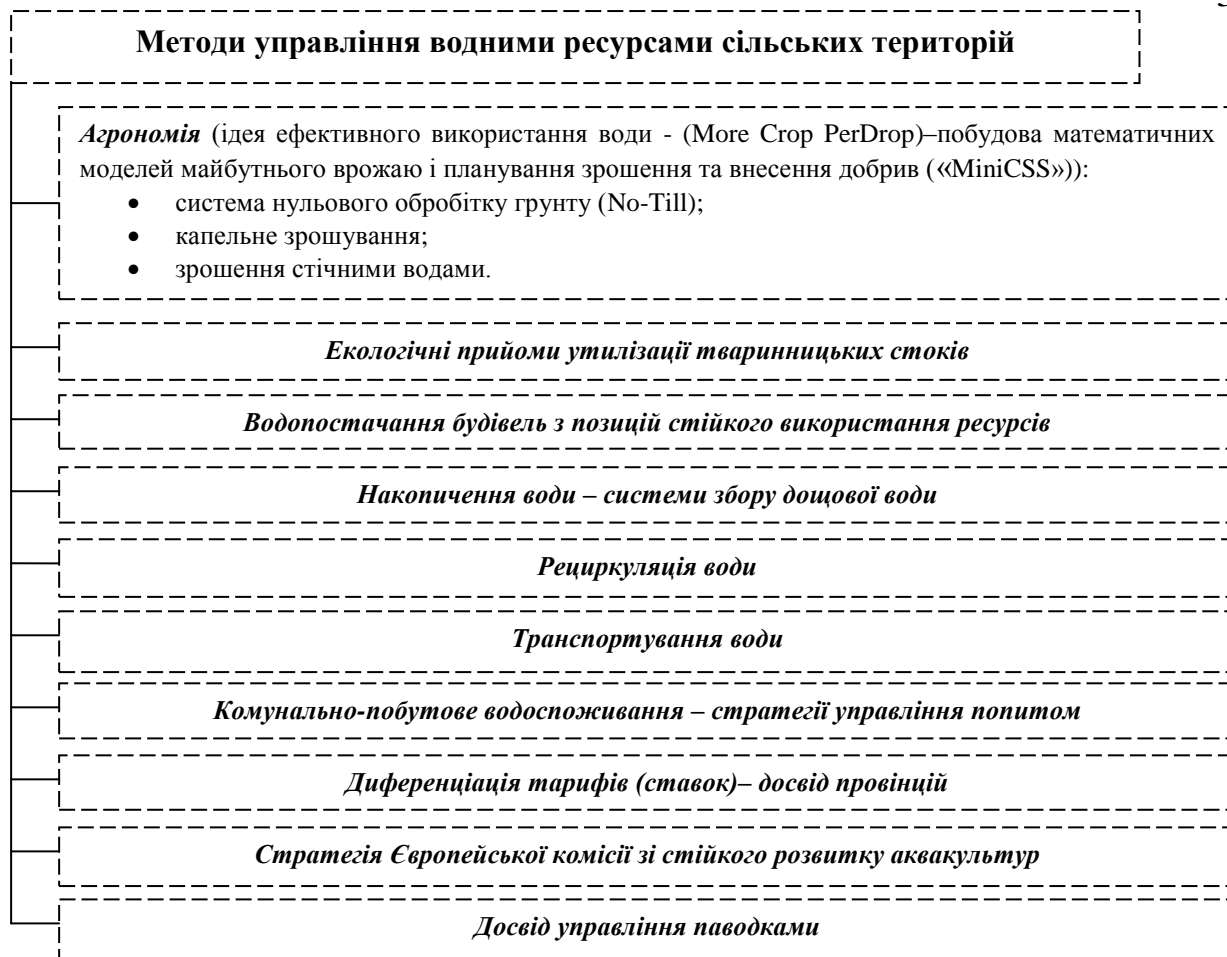 Методи управління водними ресурсами сільських територій
Агрономія (ідея ефективного використання води - (More Crop PerDrop)–побудова математичних
моделей майбутнього врожаю і планування зрошення та внесення добрив («MiniCSS»)):
• система нульового обробітку грунту (No-Till);
• капельне зрошування;
• зрошення стічними водами.
Екологічні прийоми утилізації тваринницьких стоків
Водопостачання будівель з позицій стійкого використання ресурсів
Накопичення води – системи збору дощової води
Рециркуляція води
Транспортування води
Комунально-побутове водоспоживання – стратегії управління попитом
Диференціація тарифів (ставок)– досвід провінцій
Стратегія Європейської комісії зі стійкого розвитку аквакультур
Досвід управління паводками